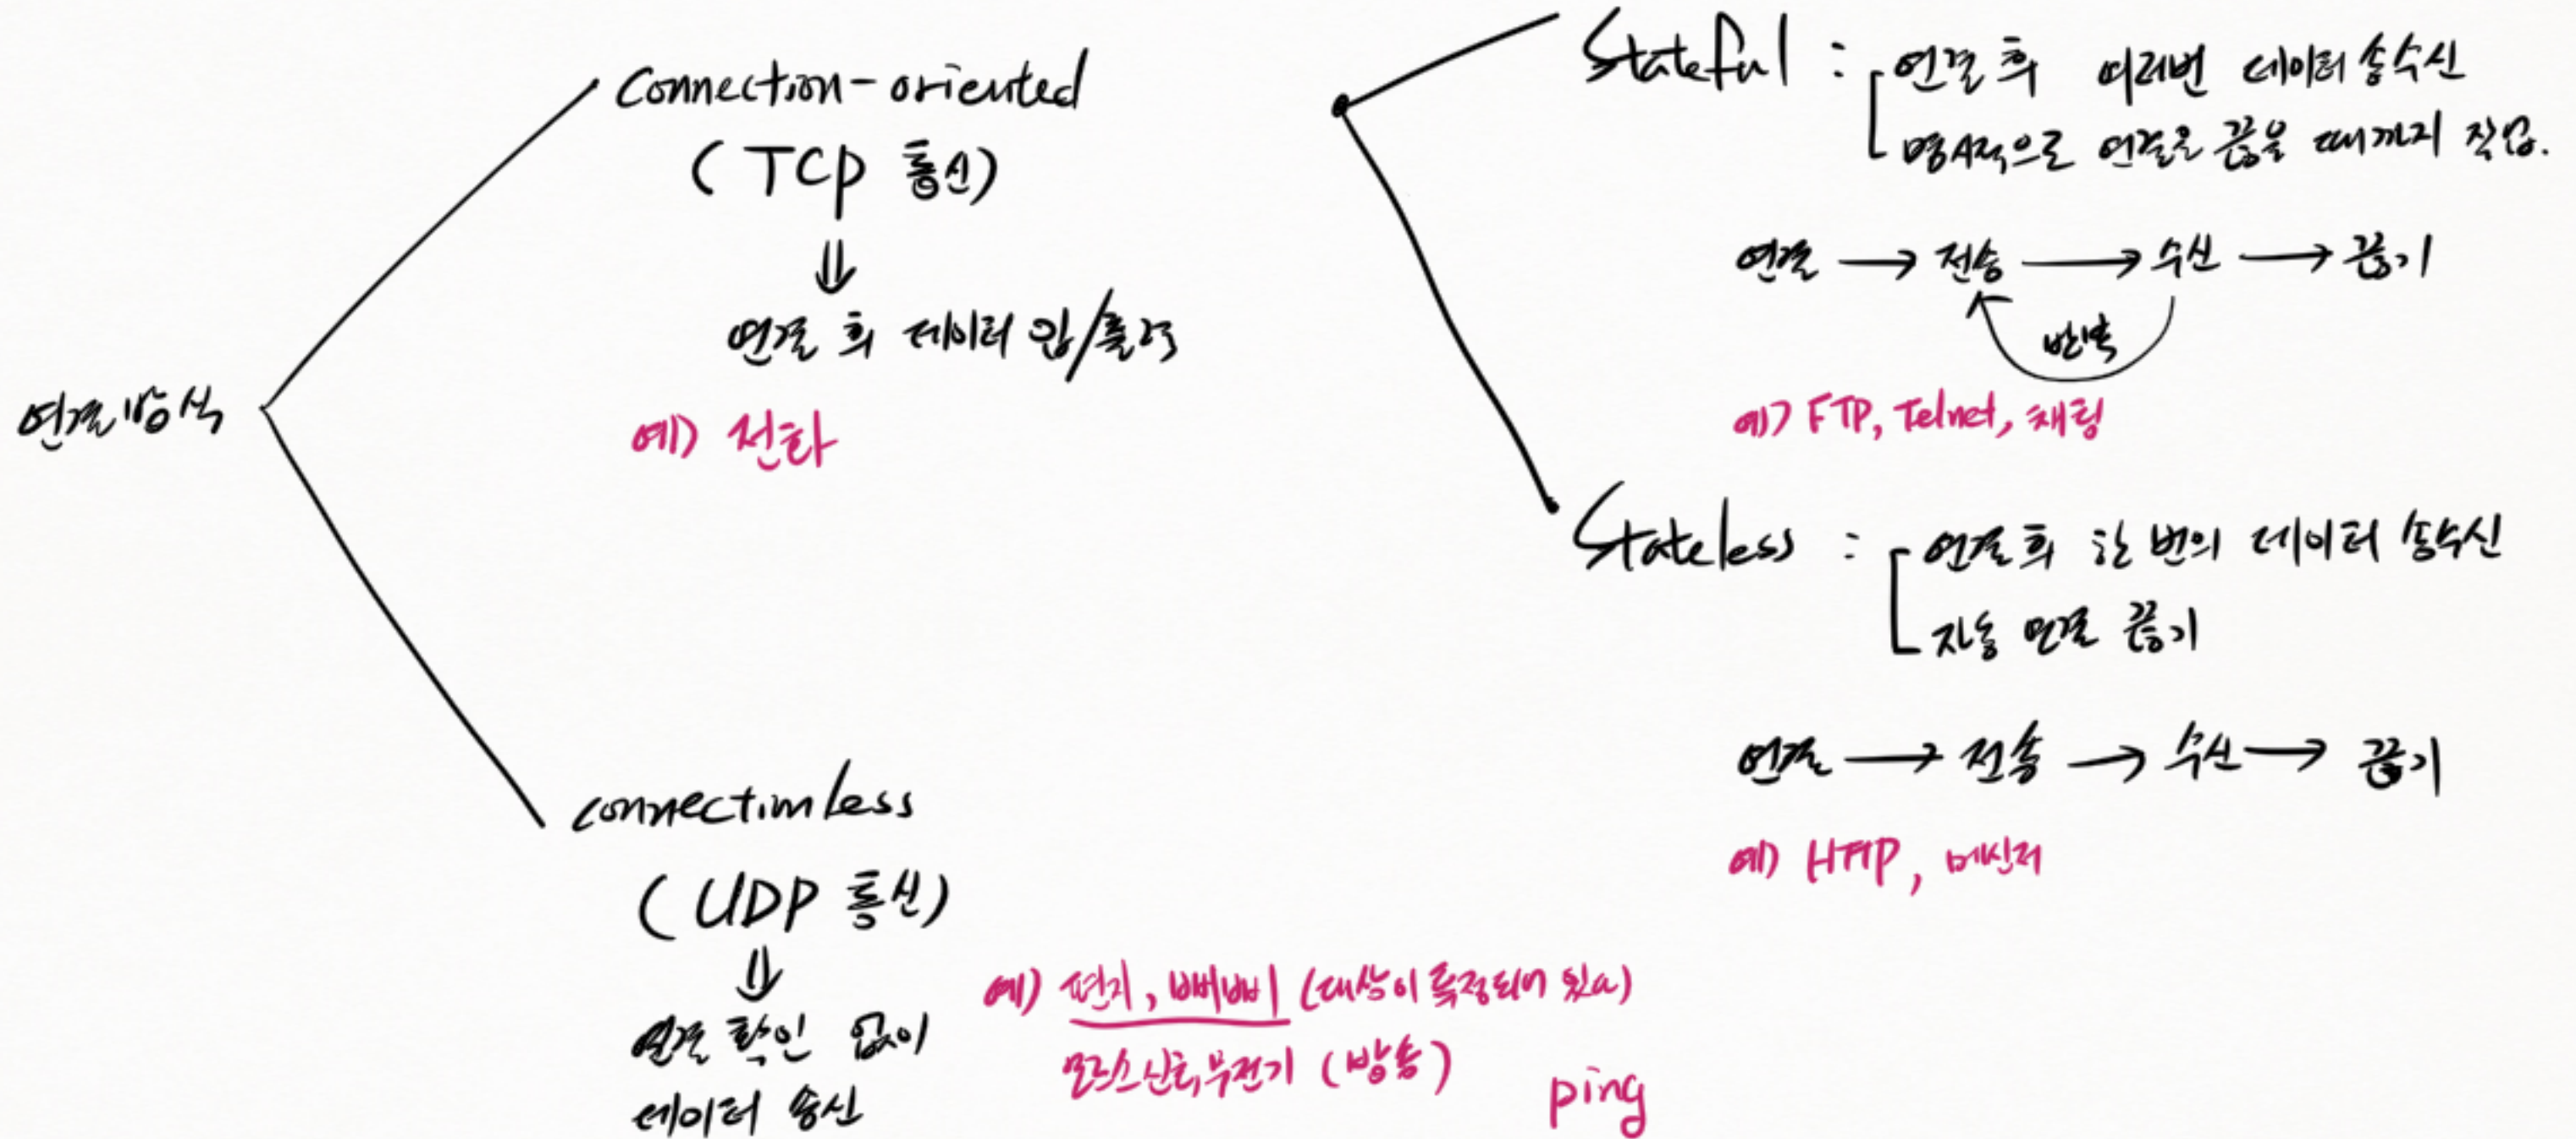 연결방식
Connection-oriented
(TCP 통신)
⇓
연결 후 데이터 입/출력
예) 전화
connectionless
(UDP 통신)
⇓
연결 확인 없이
데이터 송신
예) 편지, 삐삐 (대상이 특정되어 있다)
모르스신호, 무전기 (방송)
ping
Stateful : 연결 후 여러번 데이터 송수신
명시적으로 연결을 끊을 때까지 작업.
연결 → 전송 → 수신 → 끊기
반복
예) FTP, Telnet, 채팅
Stateless : 연결 후 한 번의 데이터 송수신
자동 연결 끊기
연결 → 전송 → 수신 → 끊기
예) HTTP, 메신저